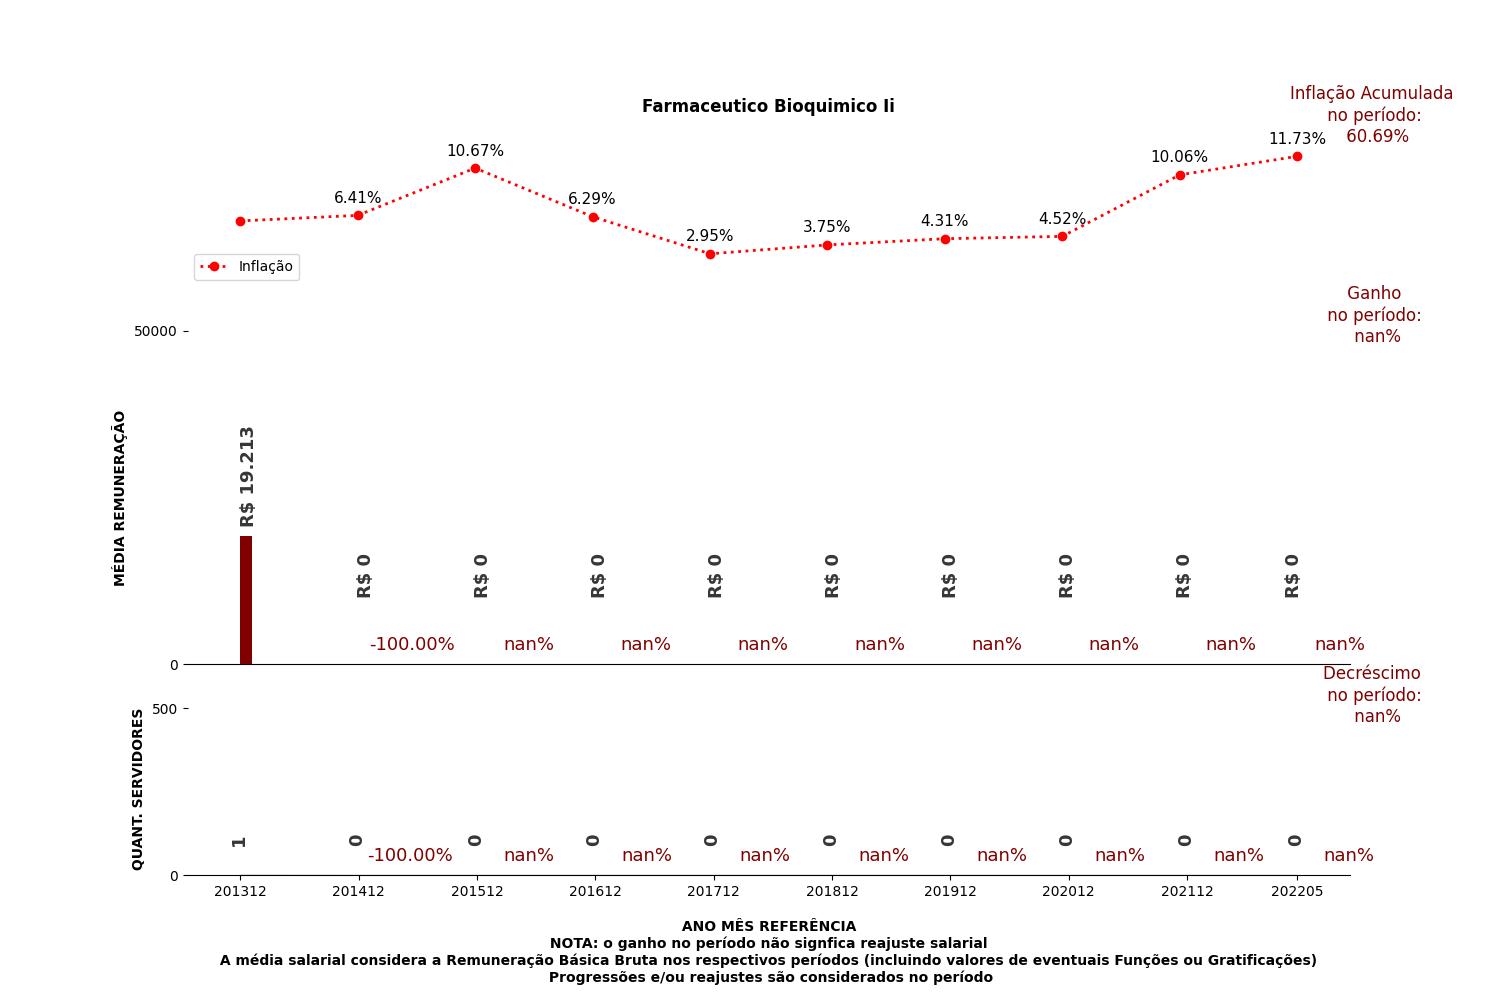 Farmaceutico Bioquimico Ii
Inflação Acumulada
no período:
60.69%
6.41%
10.67%
6.29%
2.95%
3.75%
4.31%
4.52%
10.06%
11.73%
Inflação
Ganho
no período:
nan%
50000
0
MÉDIA REMUNERAÇÃO
R$ 19.213
R$ 0
R$ 0
R$ 0
R$ 0
R$ 0
R$ 0
R$ 0
R$ 0
R$ 0
-100.00%
nan%
nan%
nan%
nan%
nan%
nan%
nan%
nan%
Decréscimo
no período:
nan%
500
0
QUANT. SERVIDORES
1
0
0
0
0
0
0
0
0
0
-100.00%
nan%
nan%
nan%
nan%
nan%
nan%
nan%
nan%
201312
201412
201512
201612
201712
201812
201912
202012
202112
202205
ANO MÊS REFERÊNCIA
NOTA: o ganho no período não signfica reajuste salarial
A média salarial considera a Remuneração Básica Bruta nos respectivos períodos (incluindo valores de eventuais Funções ou Gratificações)
Progressões e/ou reajustes são considerados no período